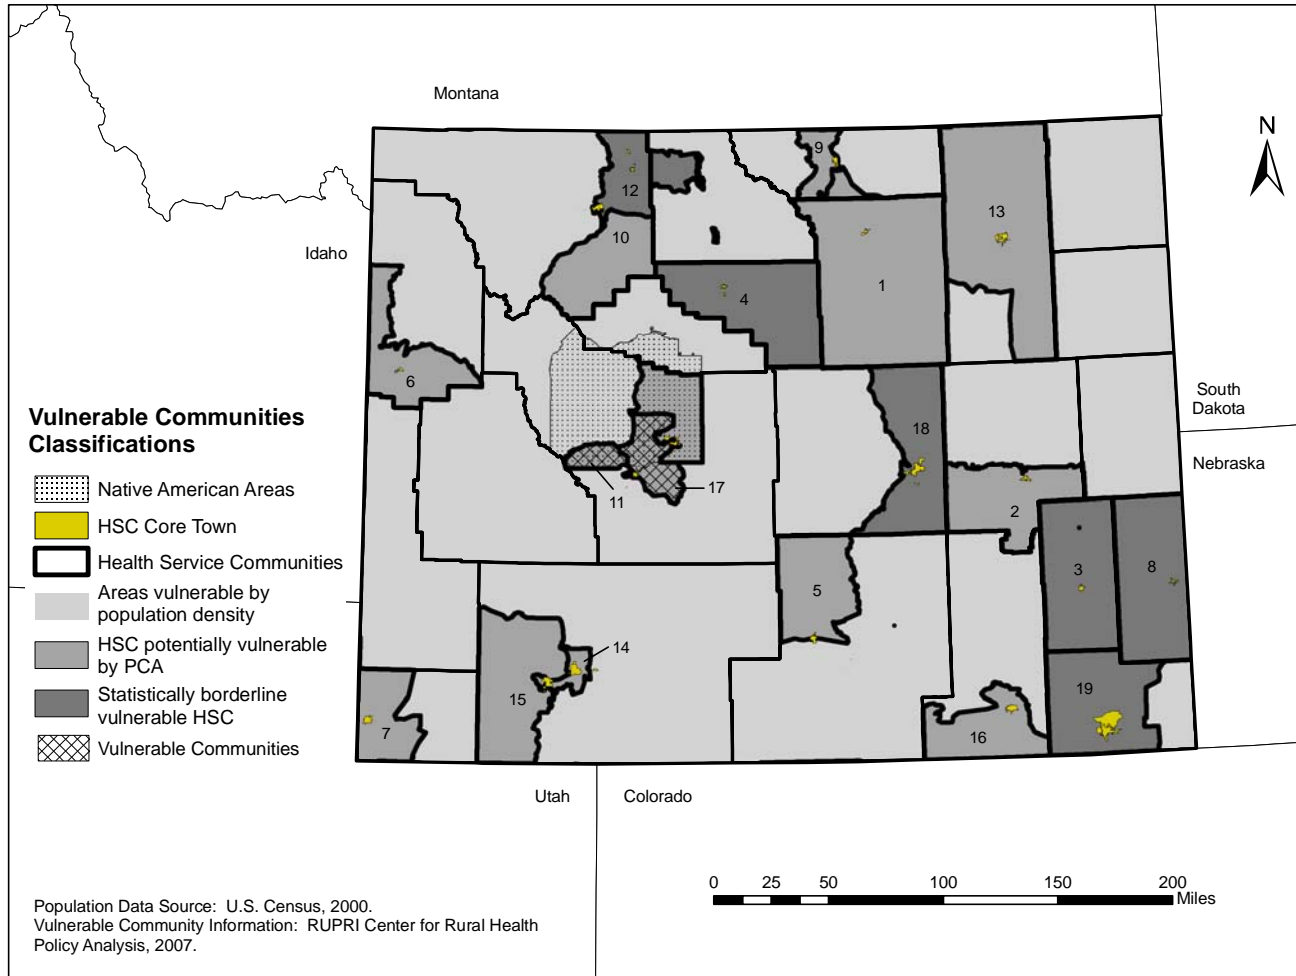 Montana
N
9
12
13
10
Idaho
1
4
6
South
Dakota
Vulnerable Communities
Classifications
18
Nebraska
Native American Areas
17
11
HSC Core Town
2
Health Service Communities
3
8
Areas vulnerable by
population density
5
HSC potentially vulnerable
by PCA
14
15
19
Statistically borderline
vulnerable HSC
7
16
Vulnerable Communities
Utah
Colorado
0 25 50 100 150 200
Miles
Population Data Source: U.S. Census, 2000.
Vulnerable Community Information: RUPRI Center for Rural Health
Policy Analysis, 2007.